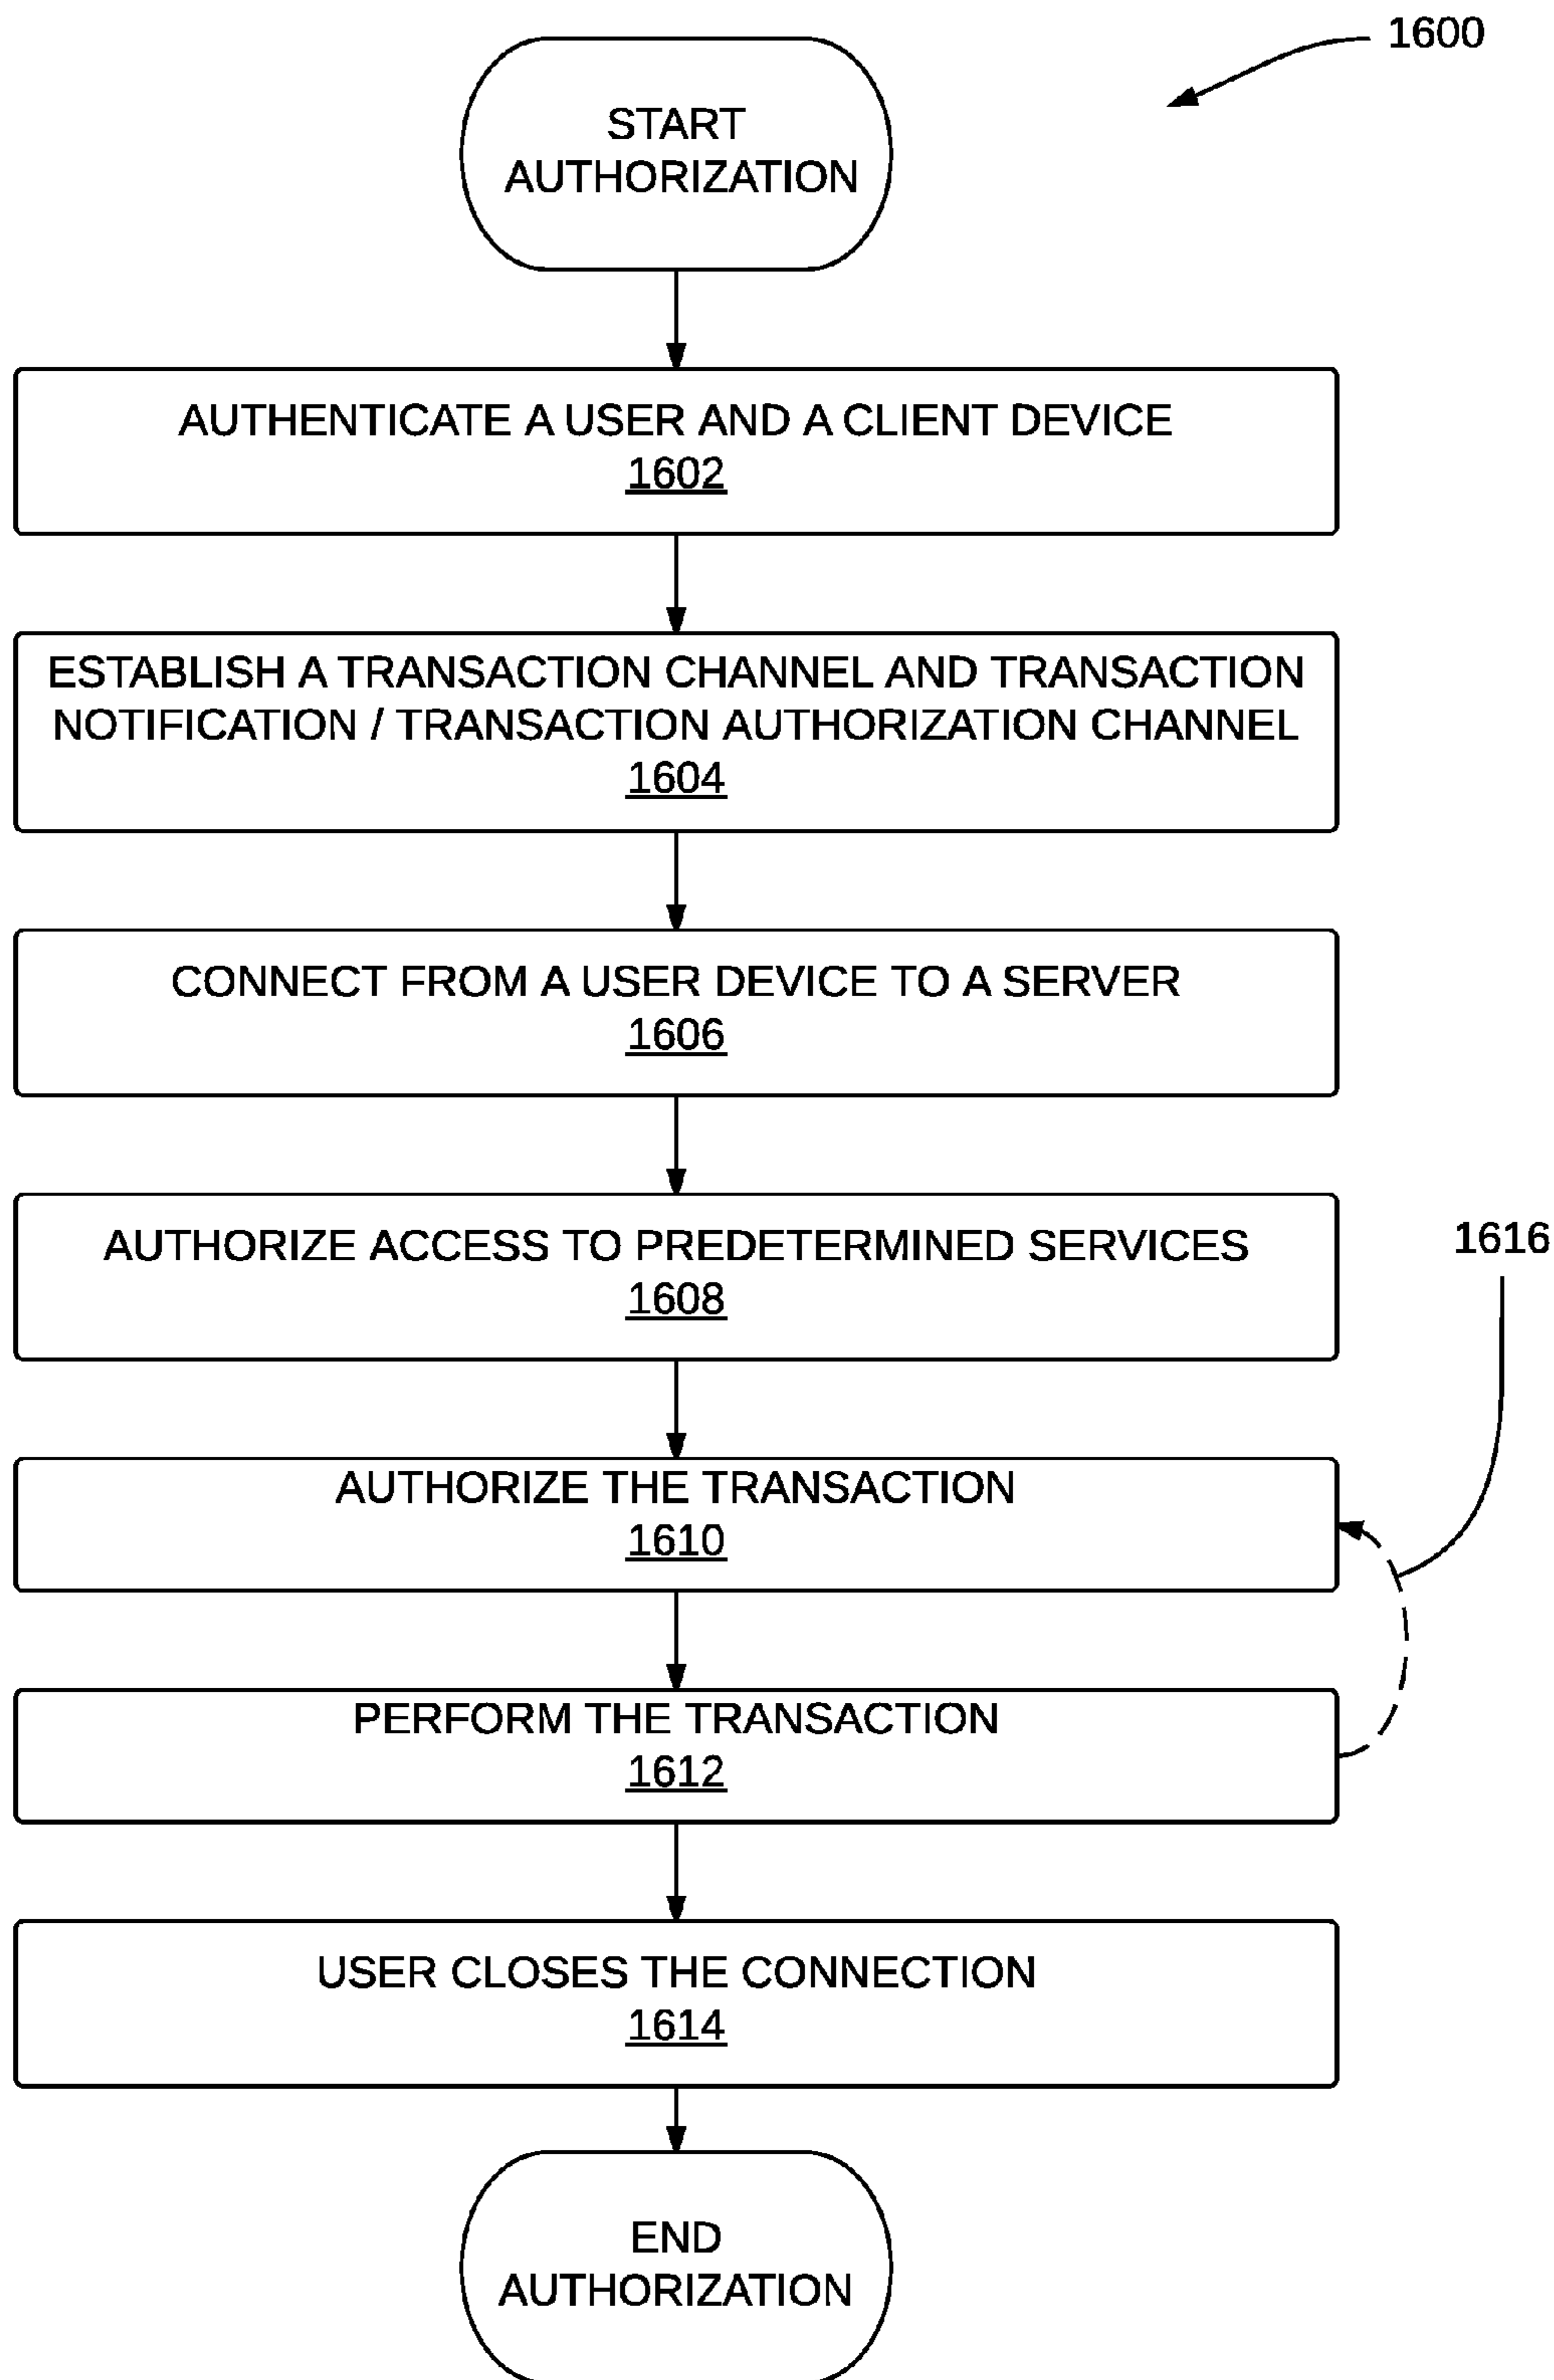 1600
START
AUTHORIZATION
AUTHENTICATE A USER AND A CLIENT DEVICE
1602
ESTABLISH A TRANSACTION CHANNEL AND TRANSACTION
NOTIFICATION / TRANSACTION AUTHORIZATION CHANNEL
1604
CONNECT FROM A USER DEVICE TO A SERVER
1606
AUTHORIZE ACCESS TO PREDETERMINED SERVICES
1608
1616
AUTHORIZE THE TRANSACTION
1610
PERFORM THE TRANSACTION
1612
USER CLOSES THE CONNECTION
1614
END
AUTHORIZATION